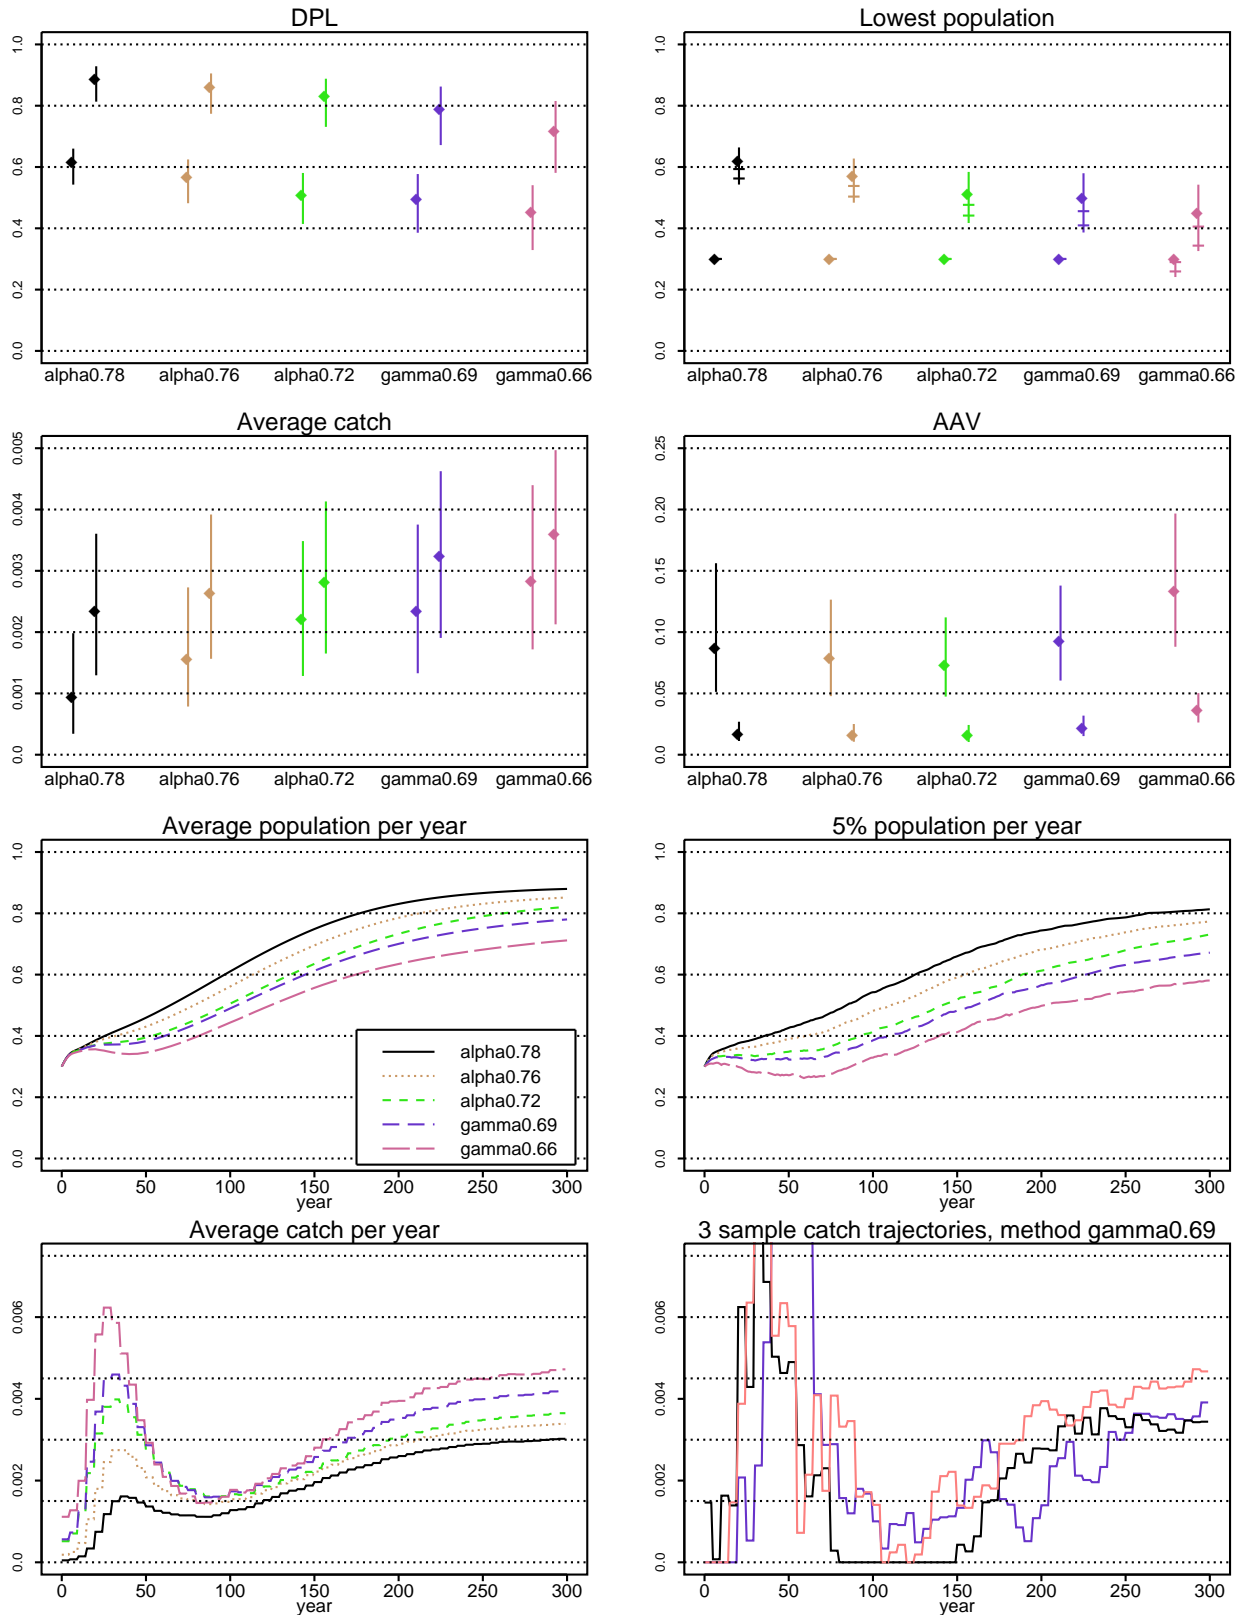 DPL
1.0
0.8
0.6
0.4
0.2
0.0
alpha0.78 alpha0.76 alpha0.72 gamma0.69 gamma0.66
Lowest population
1.0
0.8
0.6
0.4
0.2
0.0
alpha0.78 alpha0.76 alpha0.72 gamma0.69 gamma0.66
Average catch
0.005
0.004
0.003
0.002
0.001
0.0
alpha0.78 alpha0.76 alpha0.72 gamma0.69 gamma0.66
AAV
0.25
0.20
0.15
0.10
0.05
0.0
alpha0.78 alpha0.76 alpha0.72 gamma0.69 gamma0.66
Average population per year
1.0
0.8
0.6
0.4
0.2
0.0
alpha0.78
alpha0.76
alpha0.72
gamma0.69
gamma0.66
0 50 100 150 200 250 300
year
5% population per year
1.0
0.8
0.6
0.4
0.2
0.0
0 50 100 150 200 250 300
year
Average catch per year
0.006
0.004
0.002
0.0
0 50 100 150 200 250 300
year
3 sample catch trajectories, method gamma0.69
0.006
0.004
0.002
0.0
0 50 100 150 200 250 300
year